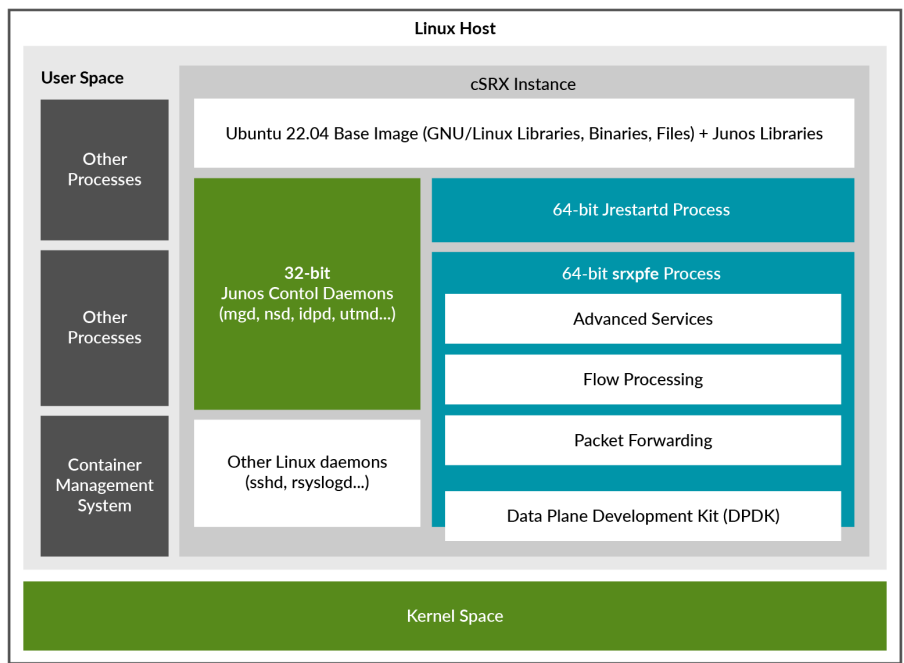 Linux Host
User Space
cSRX Instance
Ubuntu 22.04 Base Image (GNU/Linux Libraries, Binaries, Files) + Junos Libraries
Other
Processes
Other
Processes
Container
Management
System
32-bit
Junos Contol Daemons
(mgd, nsd, idpd, utmd...)
Other Linux daemons
(sshd, rsyslogd...)
64-bit Jrestartd Process
64-bit srxpfe Process
Advanced Services
Flow Processing
Packet Forwarding
Data Plane Development Kit (DPDK)
Kernel Space